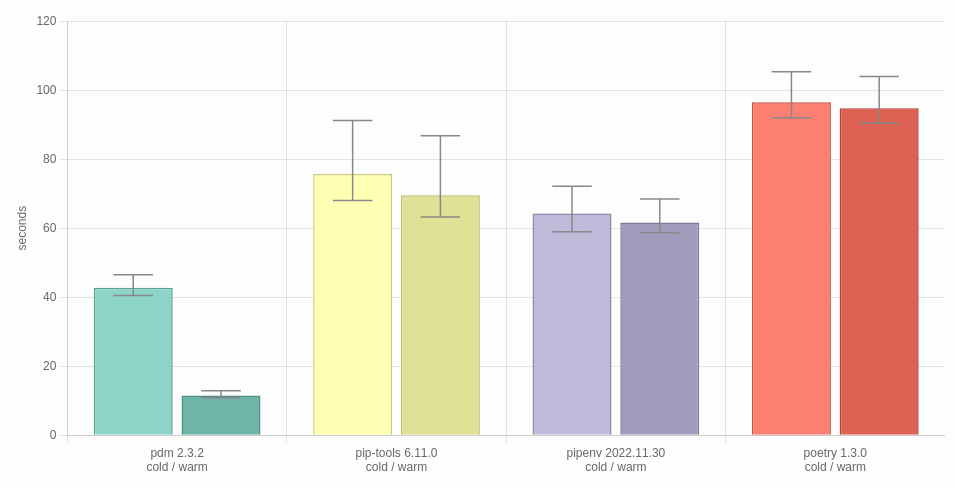 120
100
80
60
40
20
0
seconds
pdm 2.3.2
cold / warm
pip-tools 6.11.0
cold / warm
pipenv 2022.11.30
cold / warm
poetry 1.3.0
cold / warm